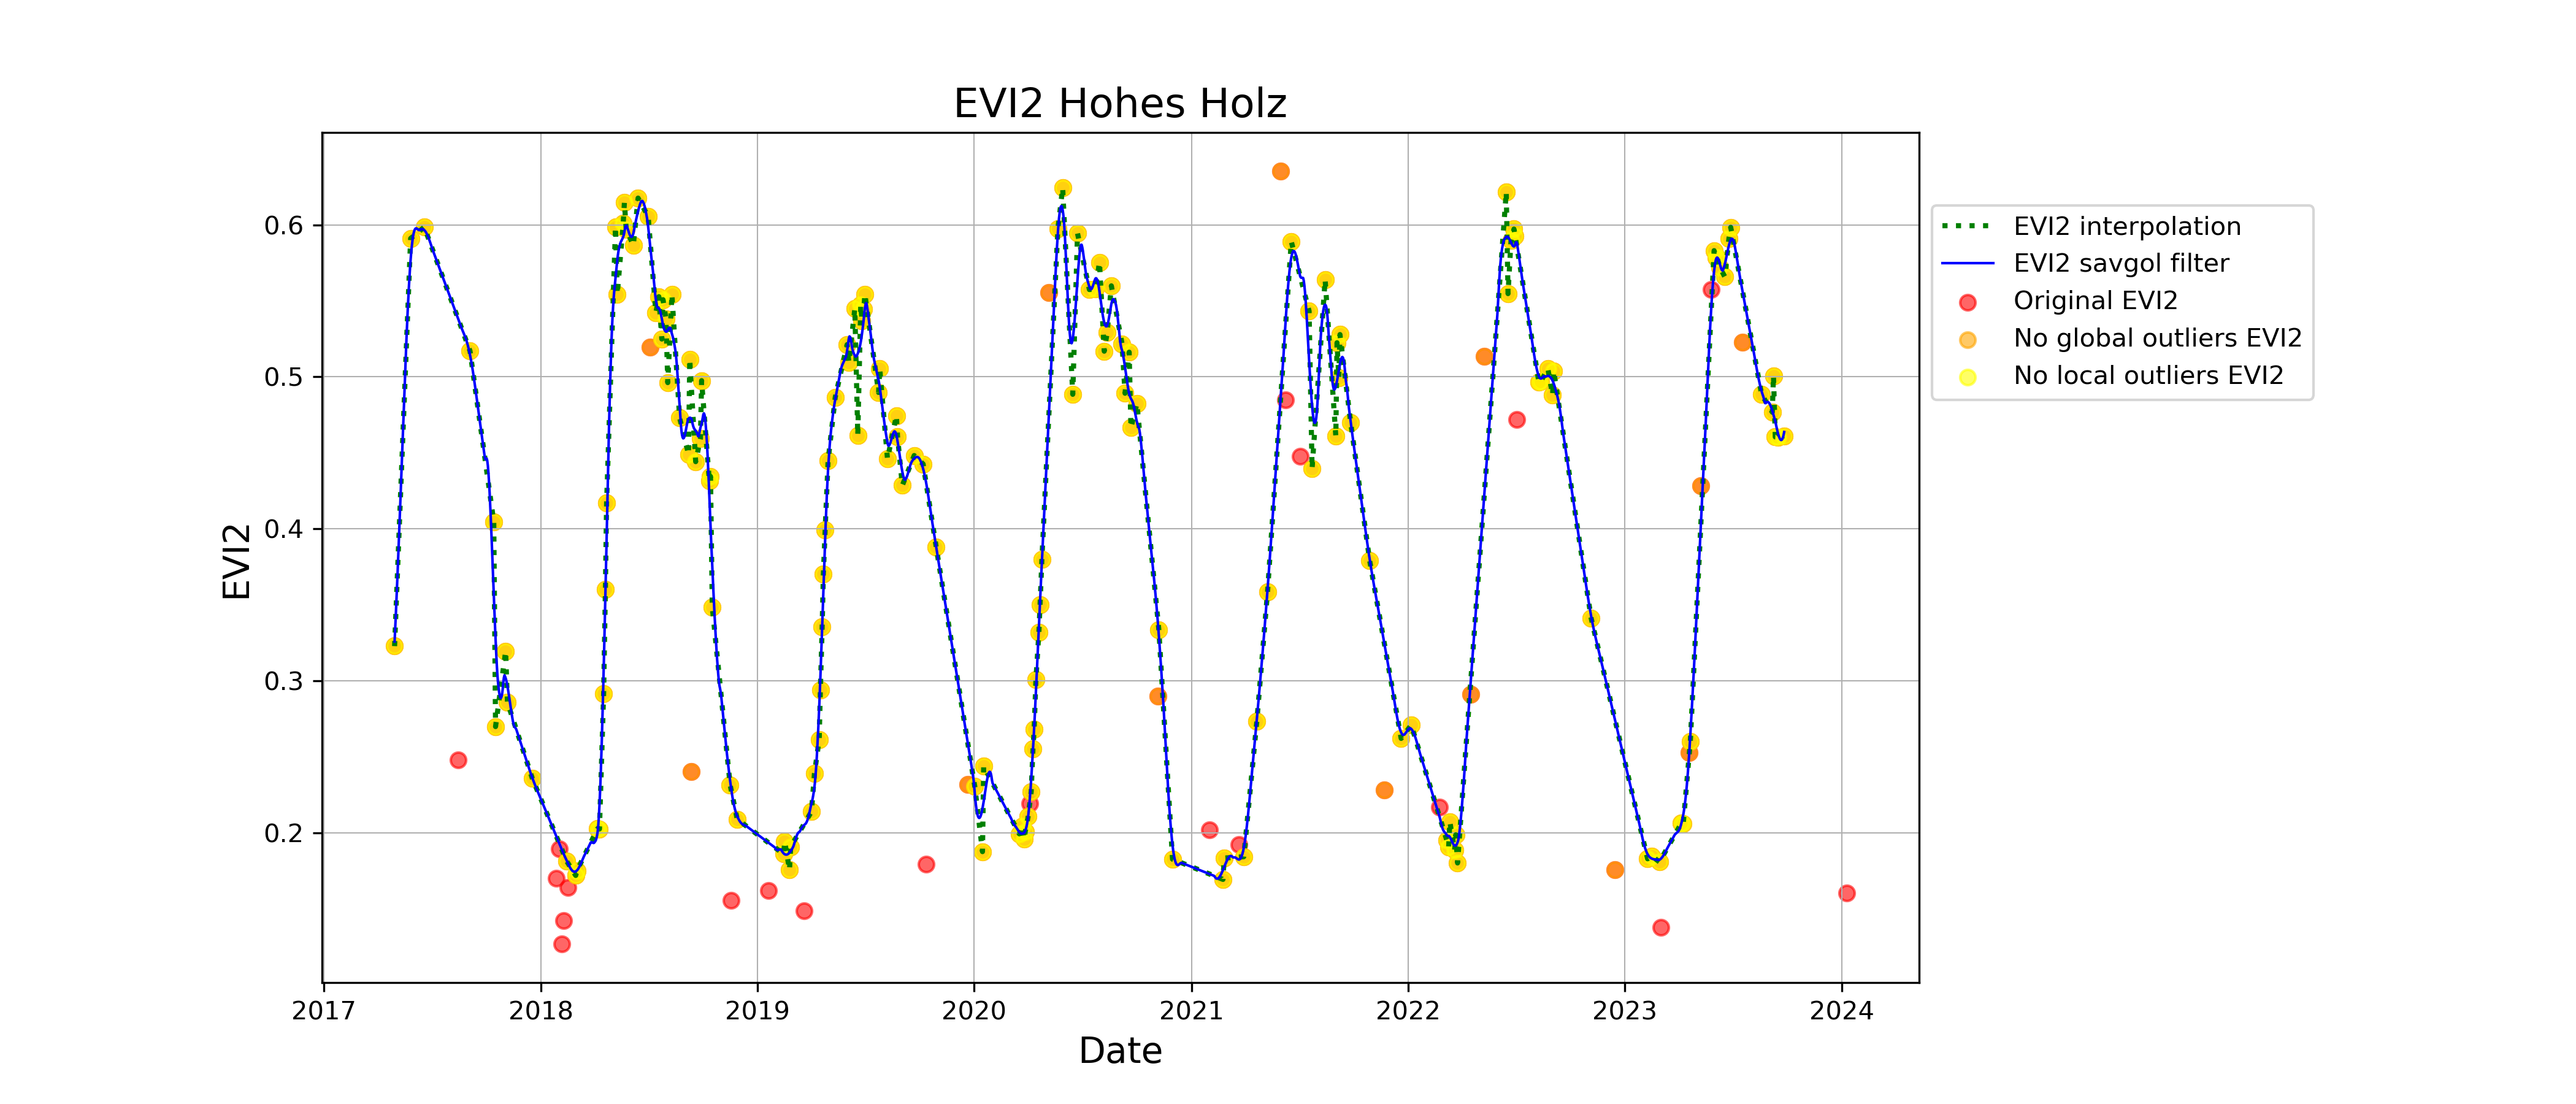 EVI2 Hohes Holz
EVI2 interpolation
EVI2 savgol filter
Original EVI2
No global outliers EVI2
No local outliers EVI2
EVI2
0.6
0.5
0.4
0.3
0.2
2017 2018 2019 2020 2021 2022 2023 2024
Date